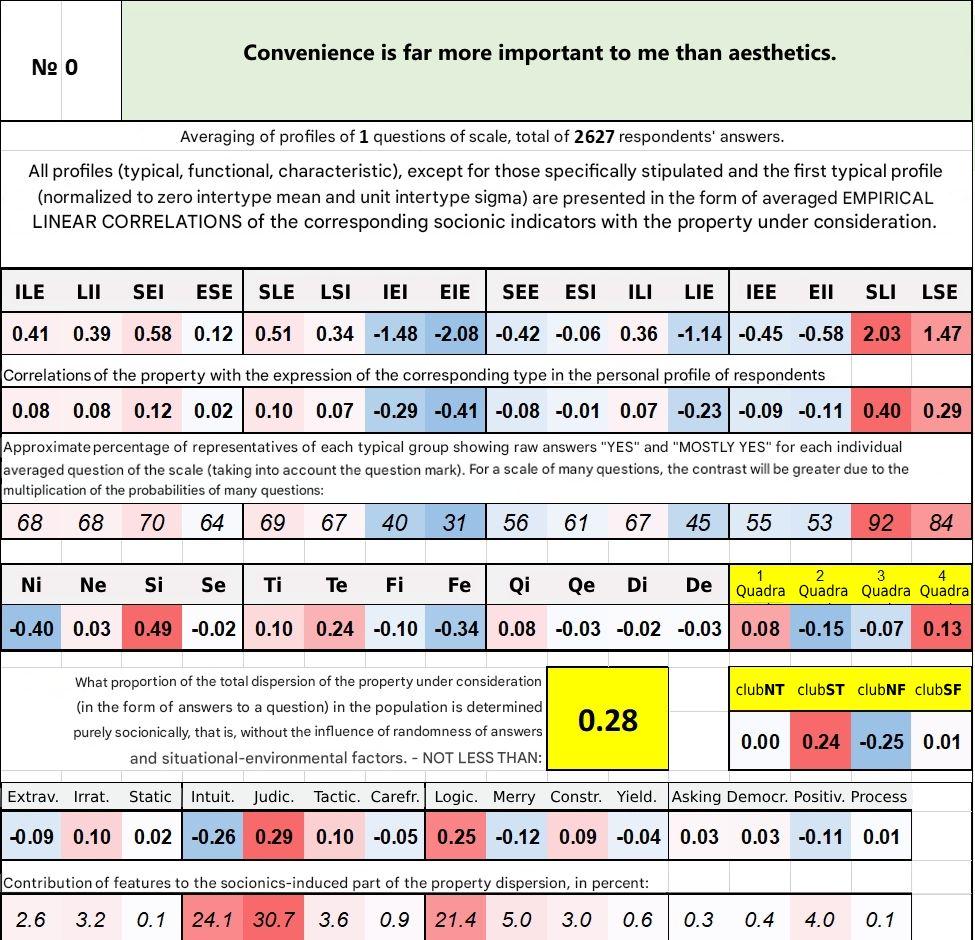 № 0
Convenience is far more important to me than aesthetics.
Averaging of profiles of 1 questions of scale, total of 2627 respondents' answers.
All profiles (typical, functional, characteristic), except for those specifically stipulated and the first typical profile
(normalized to zero intertype mean and unit intertype sigma) are presented in the form of averaged EMPIRICAL
LINEAR CORRELATIONS of the corresponding socionic indicators with the property under consideration.
ILE LII SEI ESE SLE LSI IEI EIE SEE ESI ILI LIE IEE EII SLI LSE
0.41 0.39 0.58 0.12 0.51 0.34 -1.48 -2.08 -0.42 -0.06 0.36 -1.14 -0.45 -0.58 2.03 1.47
Correlations of the property with the expression of the corresponding type in the personal profile of respondents
0.08 0.08 0.12 0.02 0.10 0.07 -0.29 -0.41 -0.08 -0.01 0.07 -0.23 -0.09 -0.11 0.40 0.29
Approximate percentage of representatives of each typical group showing raw answers "YES" and "MOSTLY YES" for each individual
averaged question of the scale (taking into account the question mark). For a scale of many questions, the contrast will be greater due to the
multiplication of the probabilities of many questions:
68 68 70 64 69 67 40 31 56 61 67 45 55 53 92 84
Ni Ne Si Se Ti Te Fi Fe Qi Qe Di De 1 Quadra 2 Quadra 3 Quadra 4 Quadra
-0.40 0.03 0.49 -0.02 0.10 0.24 -0.10 -0.34 0.08 -0.03 -0.02 -0.03 0.08 -0.15 -0.07 0.13
What proportion of the total dispersion of the property under consideration
(in the form of answers to a question) in the population is determined
purely socionically, that is, without the influence of randomness of answers
and situational-environmental factors. - NOT LESS THAN:
0.28
clubNT clubST clubNF clubSF
0.00 0.24 -0.25 0.01
Extrav. Irrat. Static Intuit. Judic. Tactic. Carefr. Logic. Merry Constr. Yield. Asking Democr. Positiv. Process
-0.09 0.10 0.02 -0.26 0.29 0.10 -0.05 0.25 -0.12 0.09 -0.04 0.03 0.03 -0.11 0.01
Contribution of features to the socionics-induced part of the property dispersion, in percent:
2.6 3.2 0.1 24.1 30.7 3.6 0.9 21.4 5.0 3.0 0.6 0.3 0.4 4.0 0.1